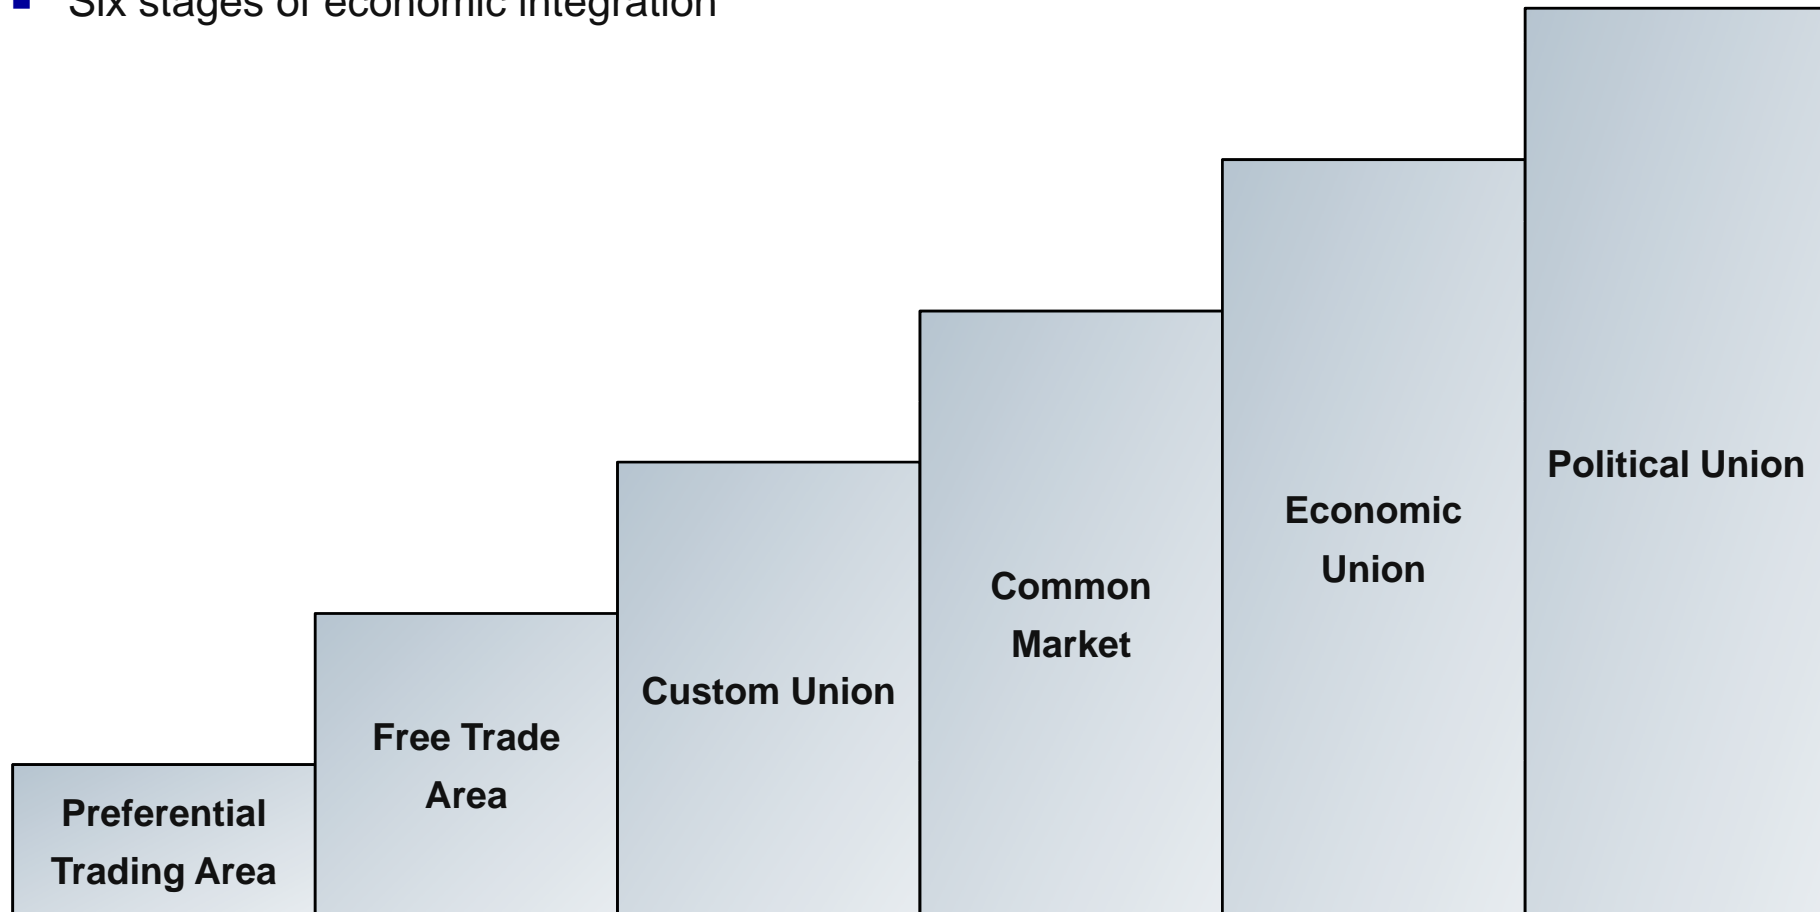 Six stages of economic integration
Political Union
Economic
Union
Common
Market
Custom Union
Free Trade
Area
Preferential
Trading Area